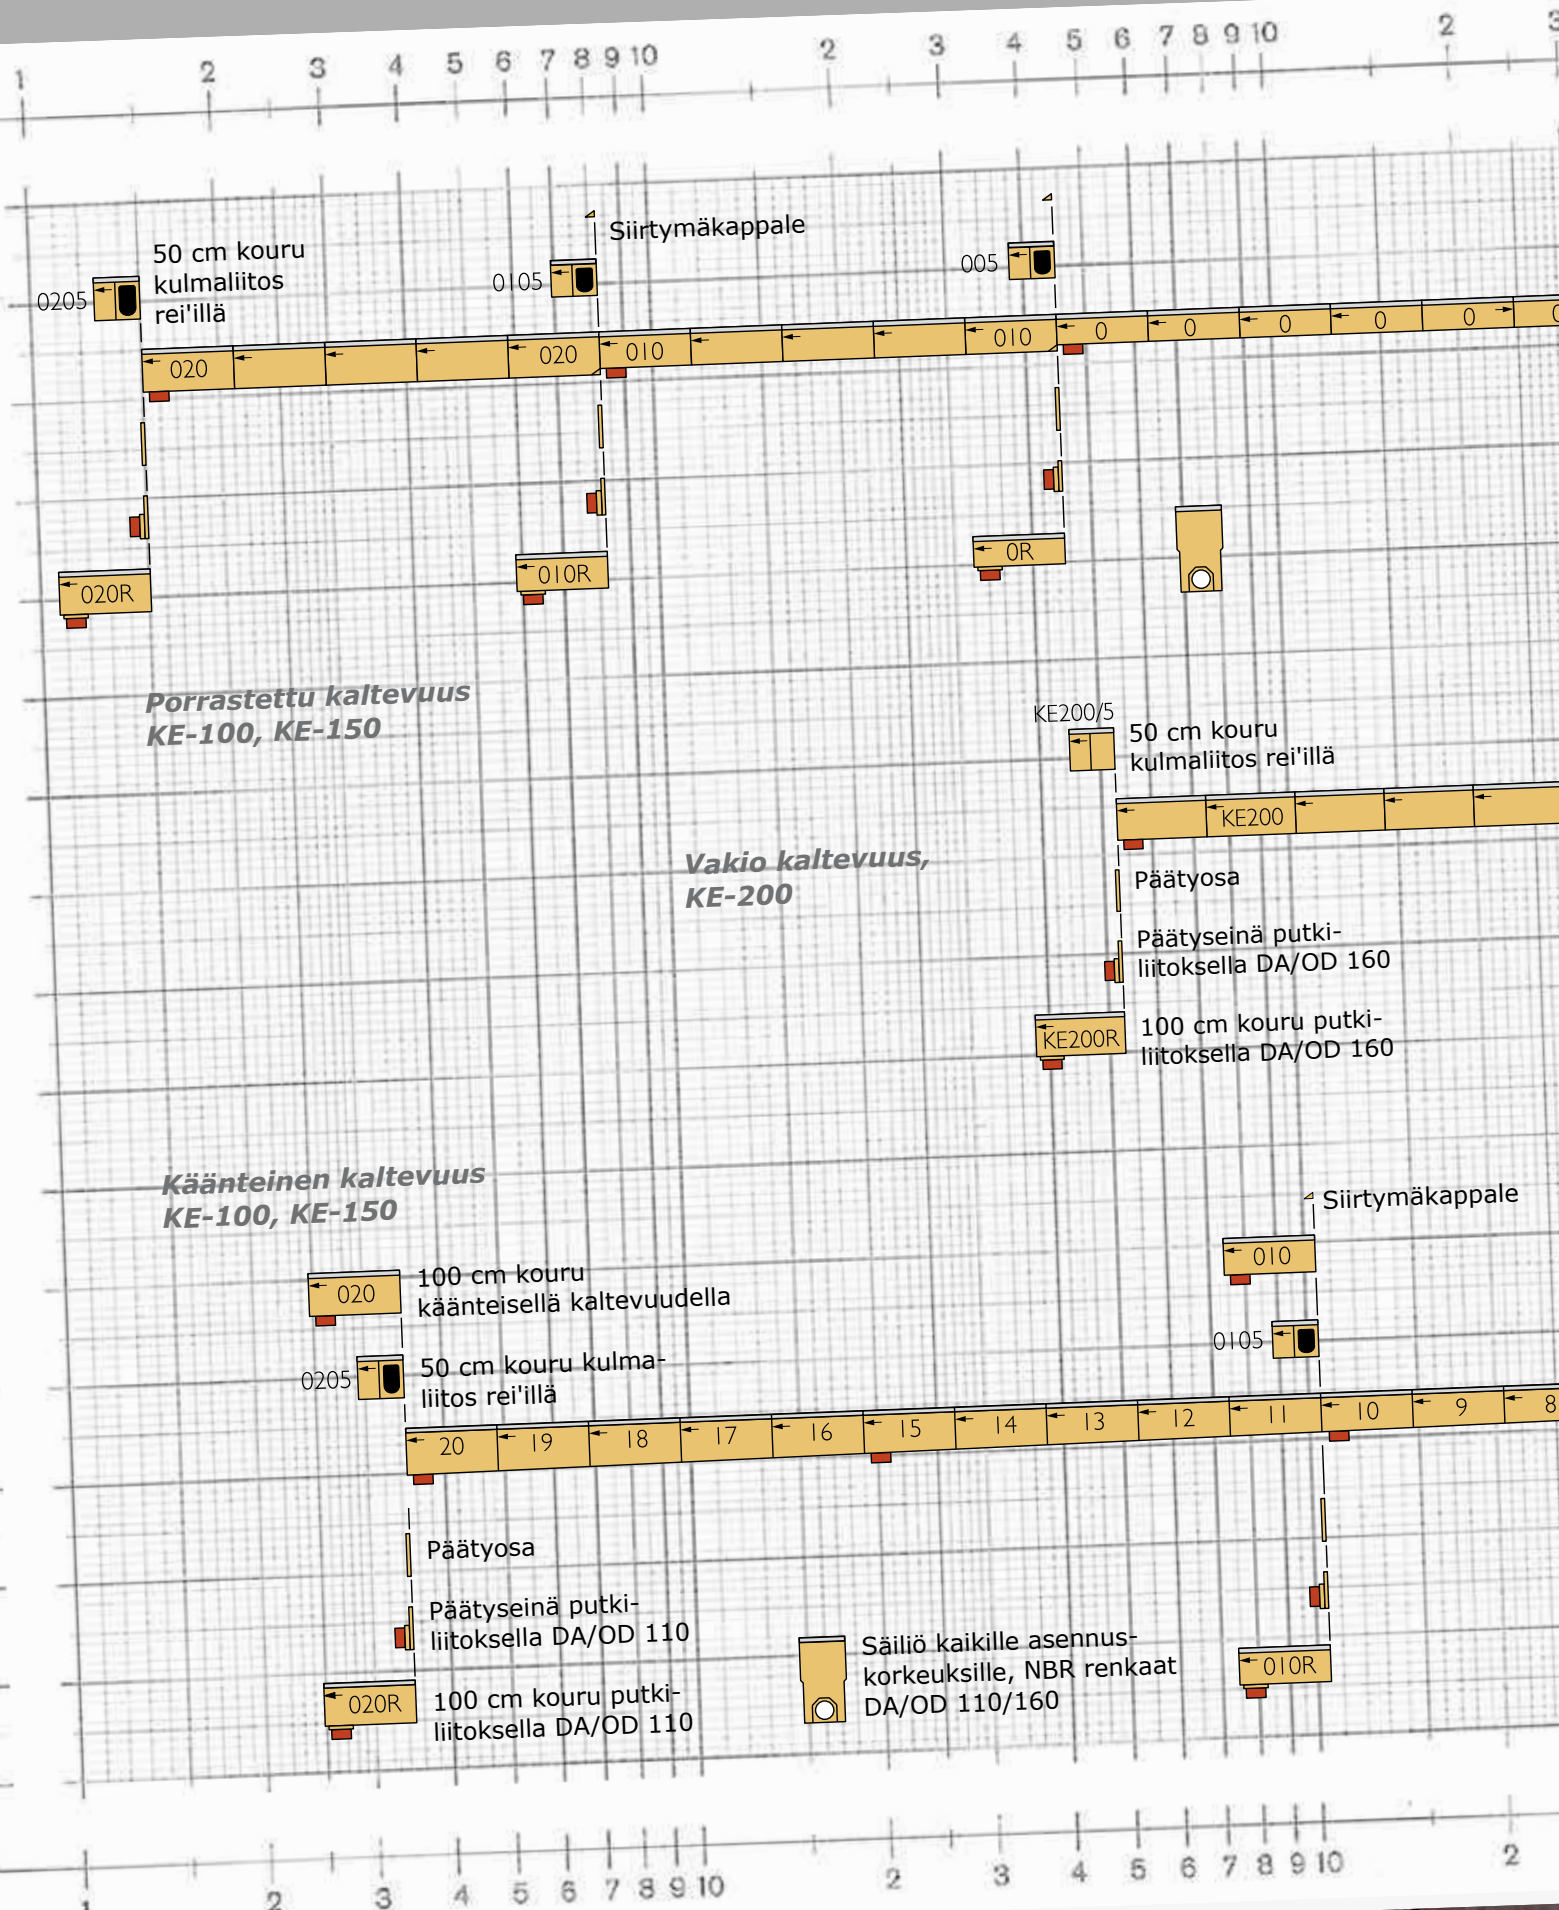 1 2 3 4 5 6 7 8 9 10 2 3 4 5 6 7 8 9 10 2 3
50 cm kouru
kulmaliitos
rei'illä
0205
0105
Siirtymäkappale
005
020 020 010 010 0 0 0 0 0 0
020R
010R
0R
Porrastettu kaltevuus
KE-100, KE-150
KE200/5
50 cm kouru
kulmaliitos rei'illä
KE200
Vakio kaltevuus,
KE-200
Päätyosa
Päätyseinä putki-
liitoksella DA/OD 160
KE200R
100 cm kouru putki-
liitoksella DA/OD 160
Käänteinen kaltevuus
KE-100, KE-150
Siirtymäkappale
010
020
100 cm kouru
käänteisellä kaltevuudella
0105
0205
50 cm kouru kulma-
liitos rei'illä
20 19 18 17 16 15 14 13 12 11 10 9 8
Päätyosa
Päätyseinä putki-
liitoksella DA/OD 110
020R
100 cm kouru putki-
liitoksella DA/OD 110
Säiliö kaikille asennus-
korkeuksille, NBR renkaat
DA/OD 110/160
010R
1 2 3 4 5 6 7 8 9 10 2 3 4 5 6 7 8 9 10 2